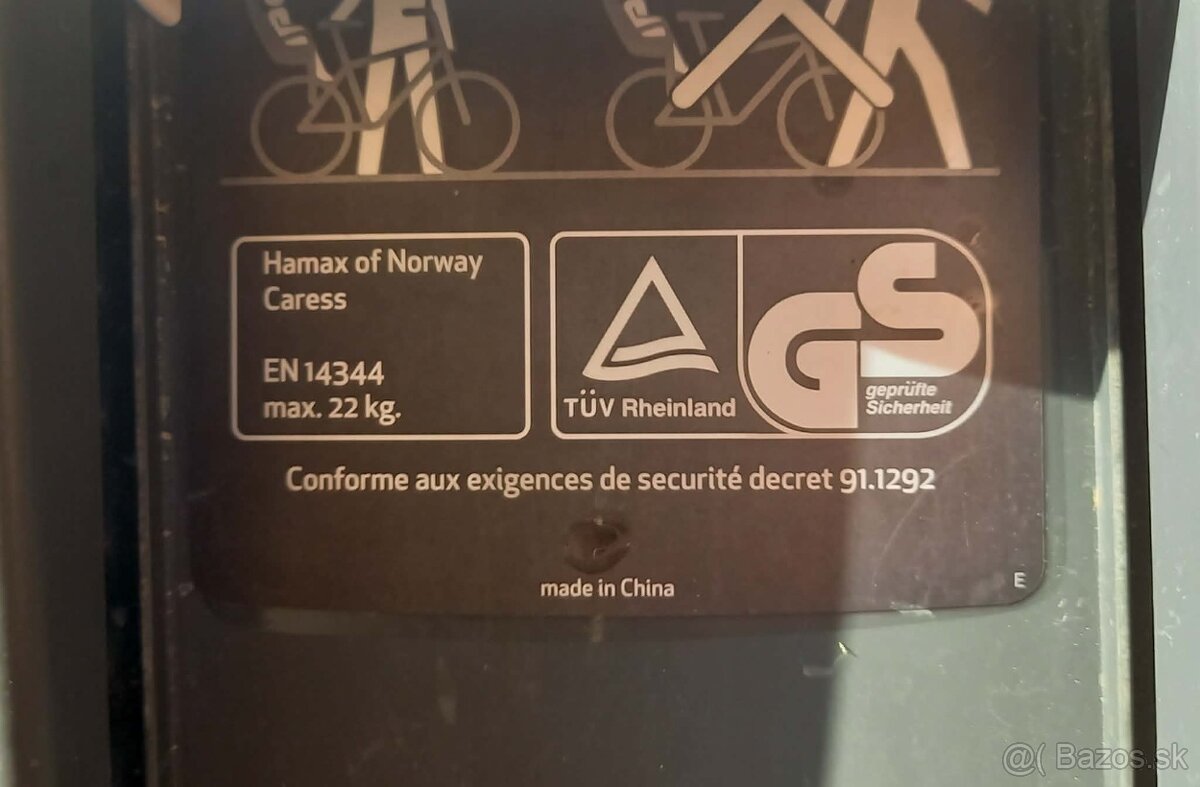 Hamax of Norway
Caress
EN 14344
max. 22 kg.
TÜV Rheinland
GS
geprüfte
Sicherheit
Conforme aux exigences de securité decret 91.1292
made in China
E
@( Bazos.sk